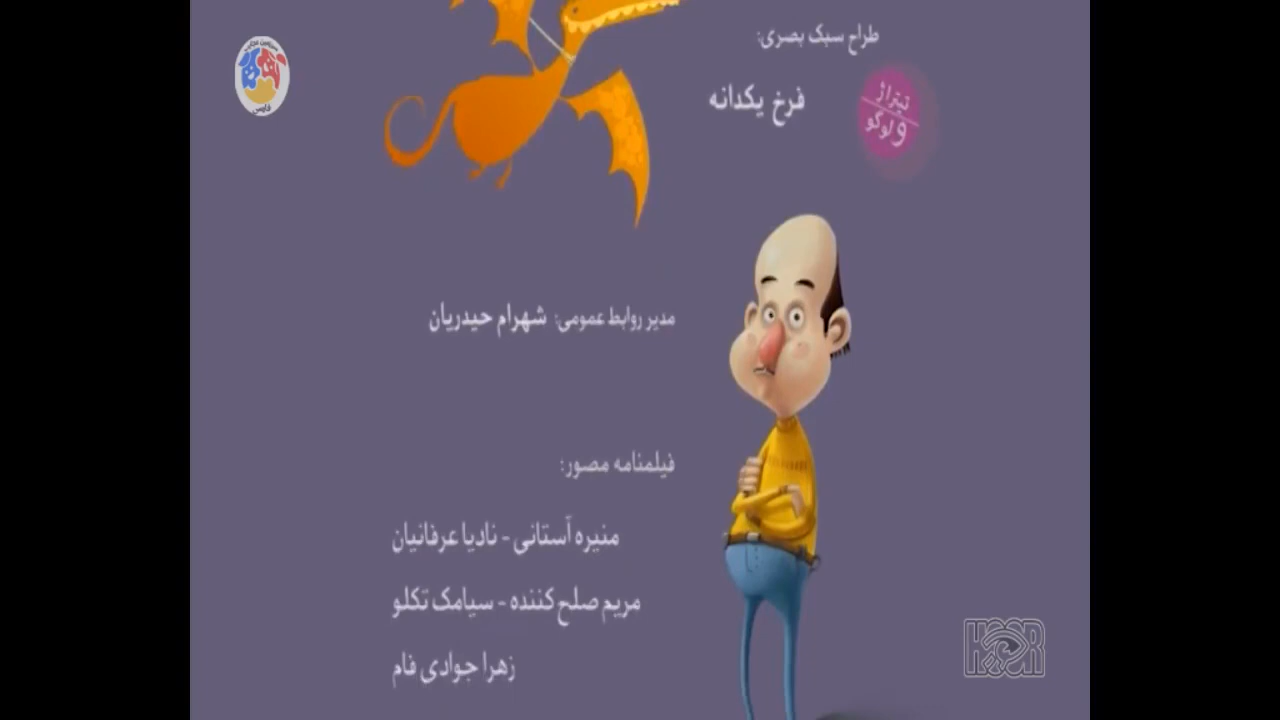 طراح سبک بصری:
تیتراژ
و لوگو
فرخ یکدانه
مدیر روابط عمومی: شهرام حیدریان
فیلمنامه مصور:
منیره آستانی - نادیا عرفانیان
مریم صلح کننده - سیامک تکلو
زهرا جوادی فام
HOOR